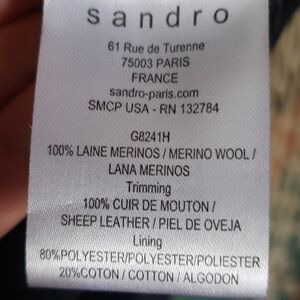 sandro
61 Rue de Turenne
75003 PARIS
FRANCE
sandro-paris.com
SMCP USA - RN 132784
G8241H
100% LAINE MERINOS / MERINO WOOL /
LANA MERINOS
Trimming
100% CUIR DE MOUTON /
SHEEP LEATHER / PIEL DE OVEJA
Lining
80%POLYESTER/POLYESTER/POLIESTER
20%COTON / COTTON / ALGODON